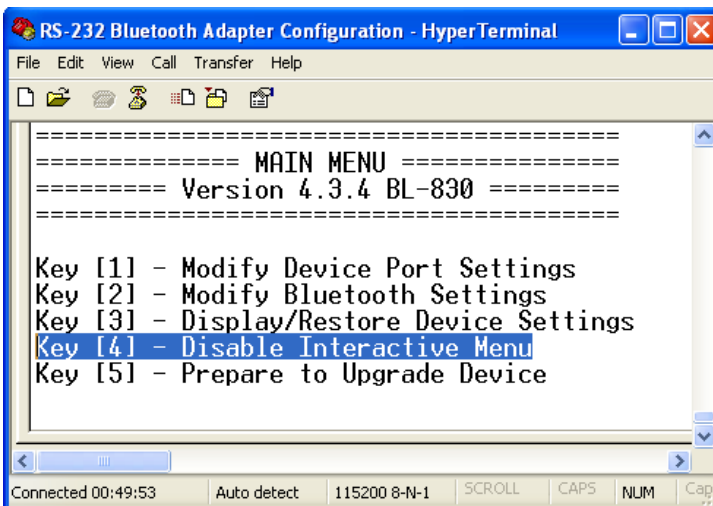 RS-232 Bluetooth Adapter Configuration - HyperTerminal
File Edit View Call Transfer Help
========================================
============== MAIN MENU ===============
========= Version 4.3.4 BL-830 =========
========================================
Key [1] - Modify Device Port Settings
Key [2] - Modify Bluetooth Settings
Key [3] - Display/Restore Device Settings
Key [4] - Disable Interactive Menu
Key [5] - Prepare to Upgrade Device
Connected 00:49:53 Auto detect 115200 8-N-1 SCROLL CAPS NUM Cap